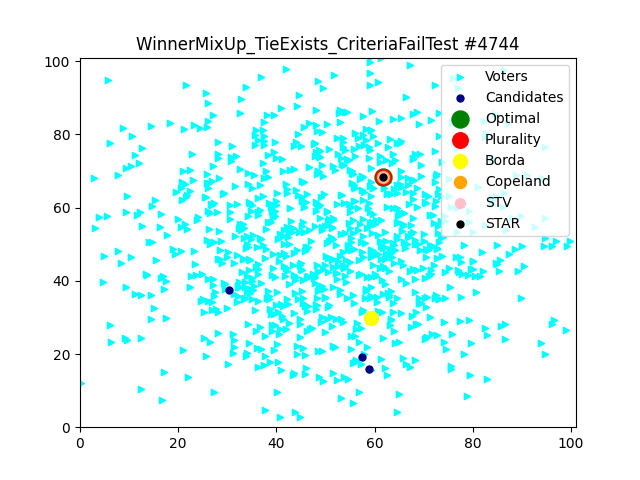 WinnerMixUp_TieExists_CriteriaFailTest #4744
100
80
60
40
20
0
0 20 40 60 80 100
Voters
Candidates
Optimal
Plurality
Borda
Copeland
STV
STAR